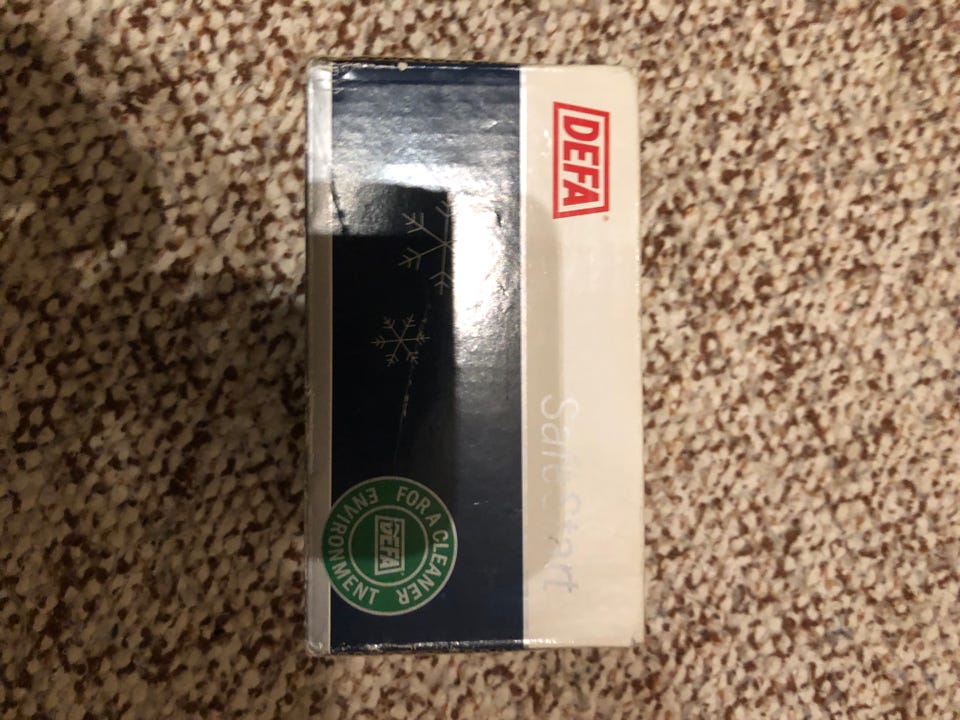 DEFA®
SafeStart
FOR A CLEANER
ENVIRONMENT
DEFA